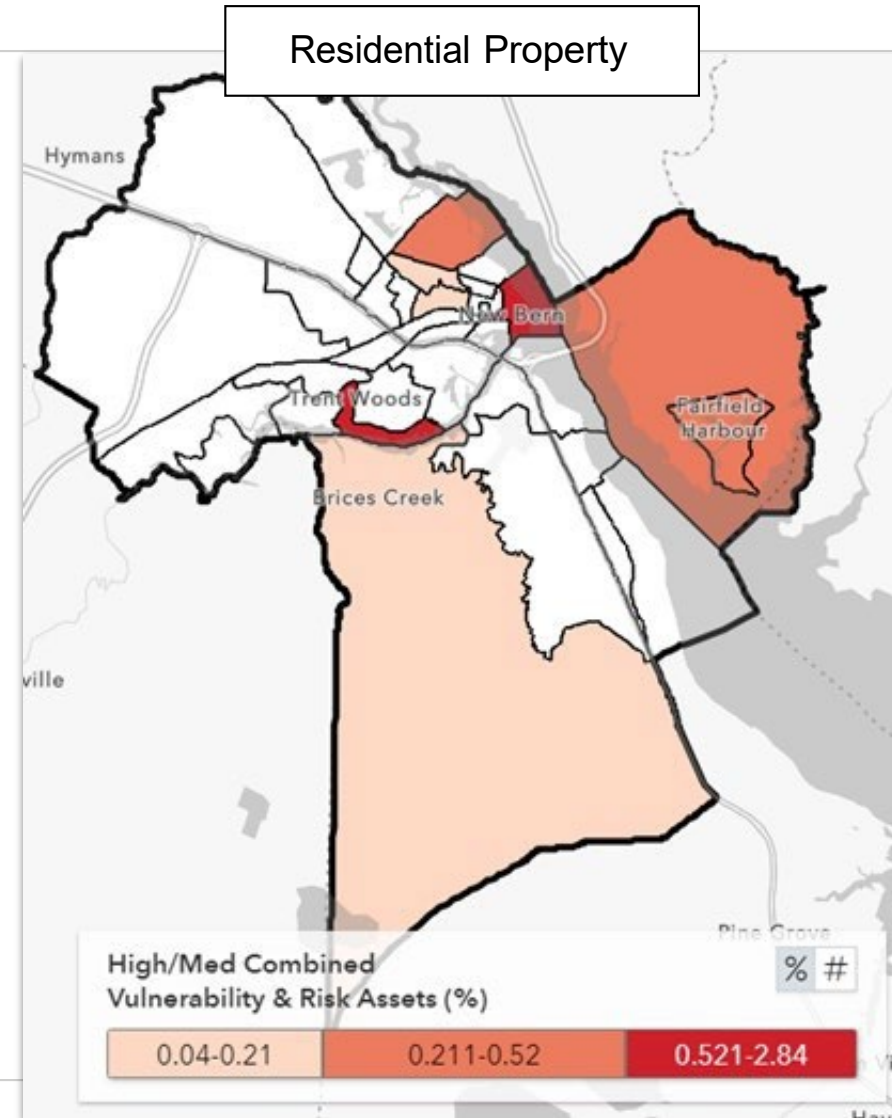 Residential Property
Hymans
New Bern
Trent Woods
Fairfield
Harbour
Brices Creek
ville
Pine Grove
High/Med Combined
Vulnerability & Risk Assets (%)
% #
0.04-0.21
0.211-0.52
0.521-2.84